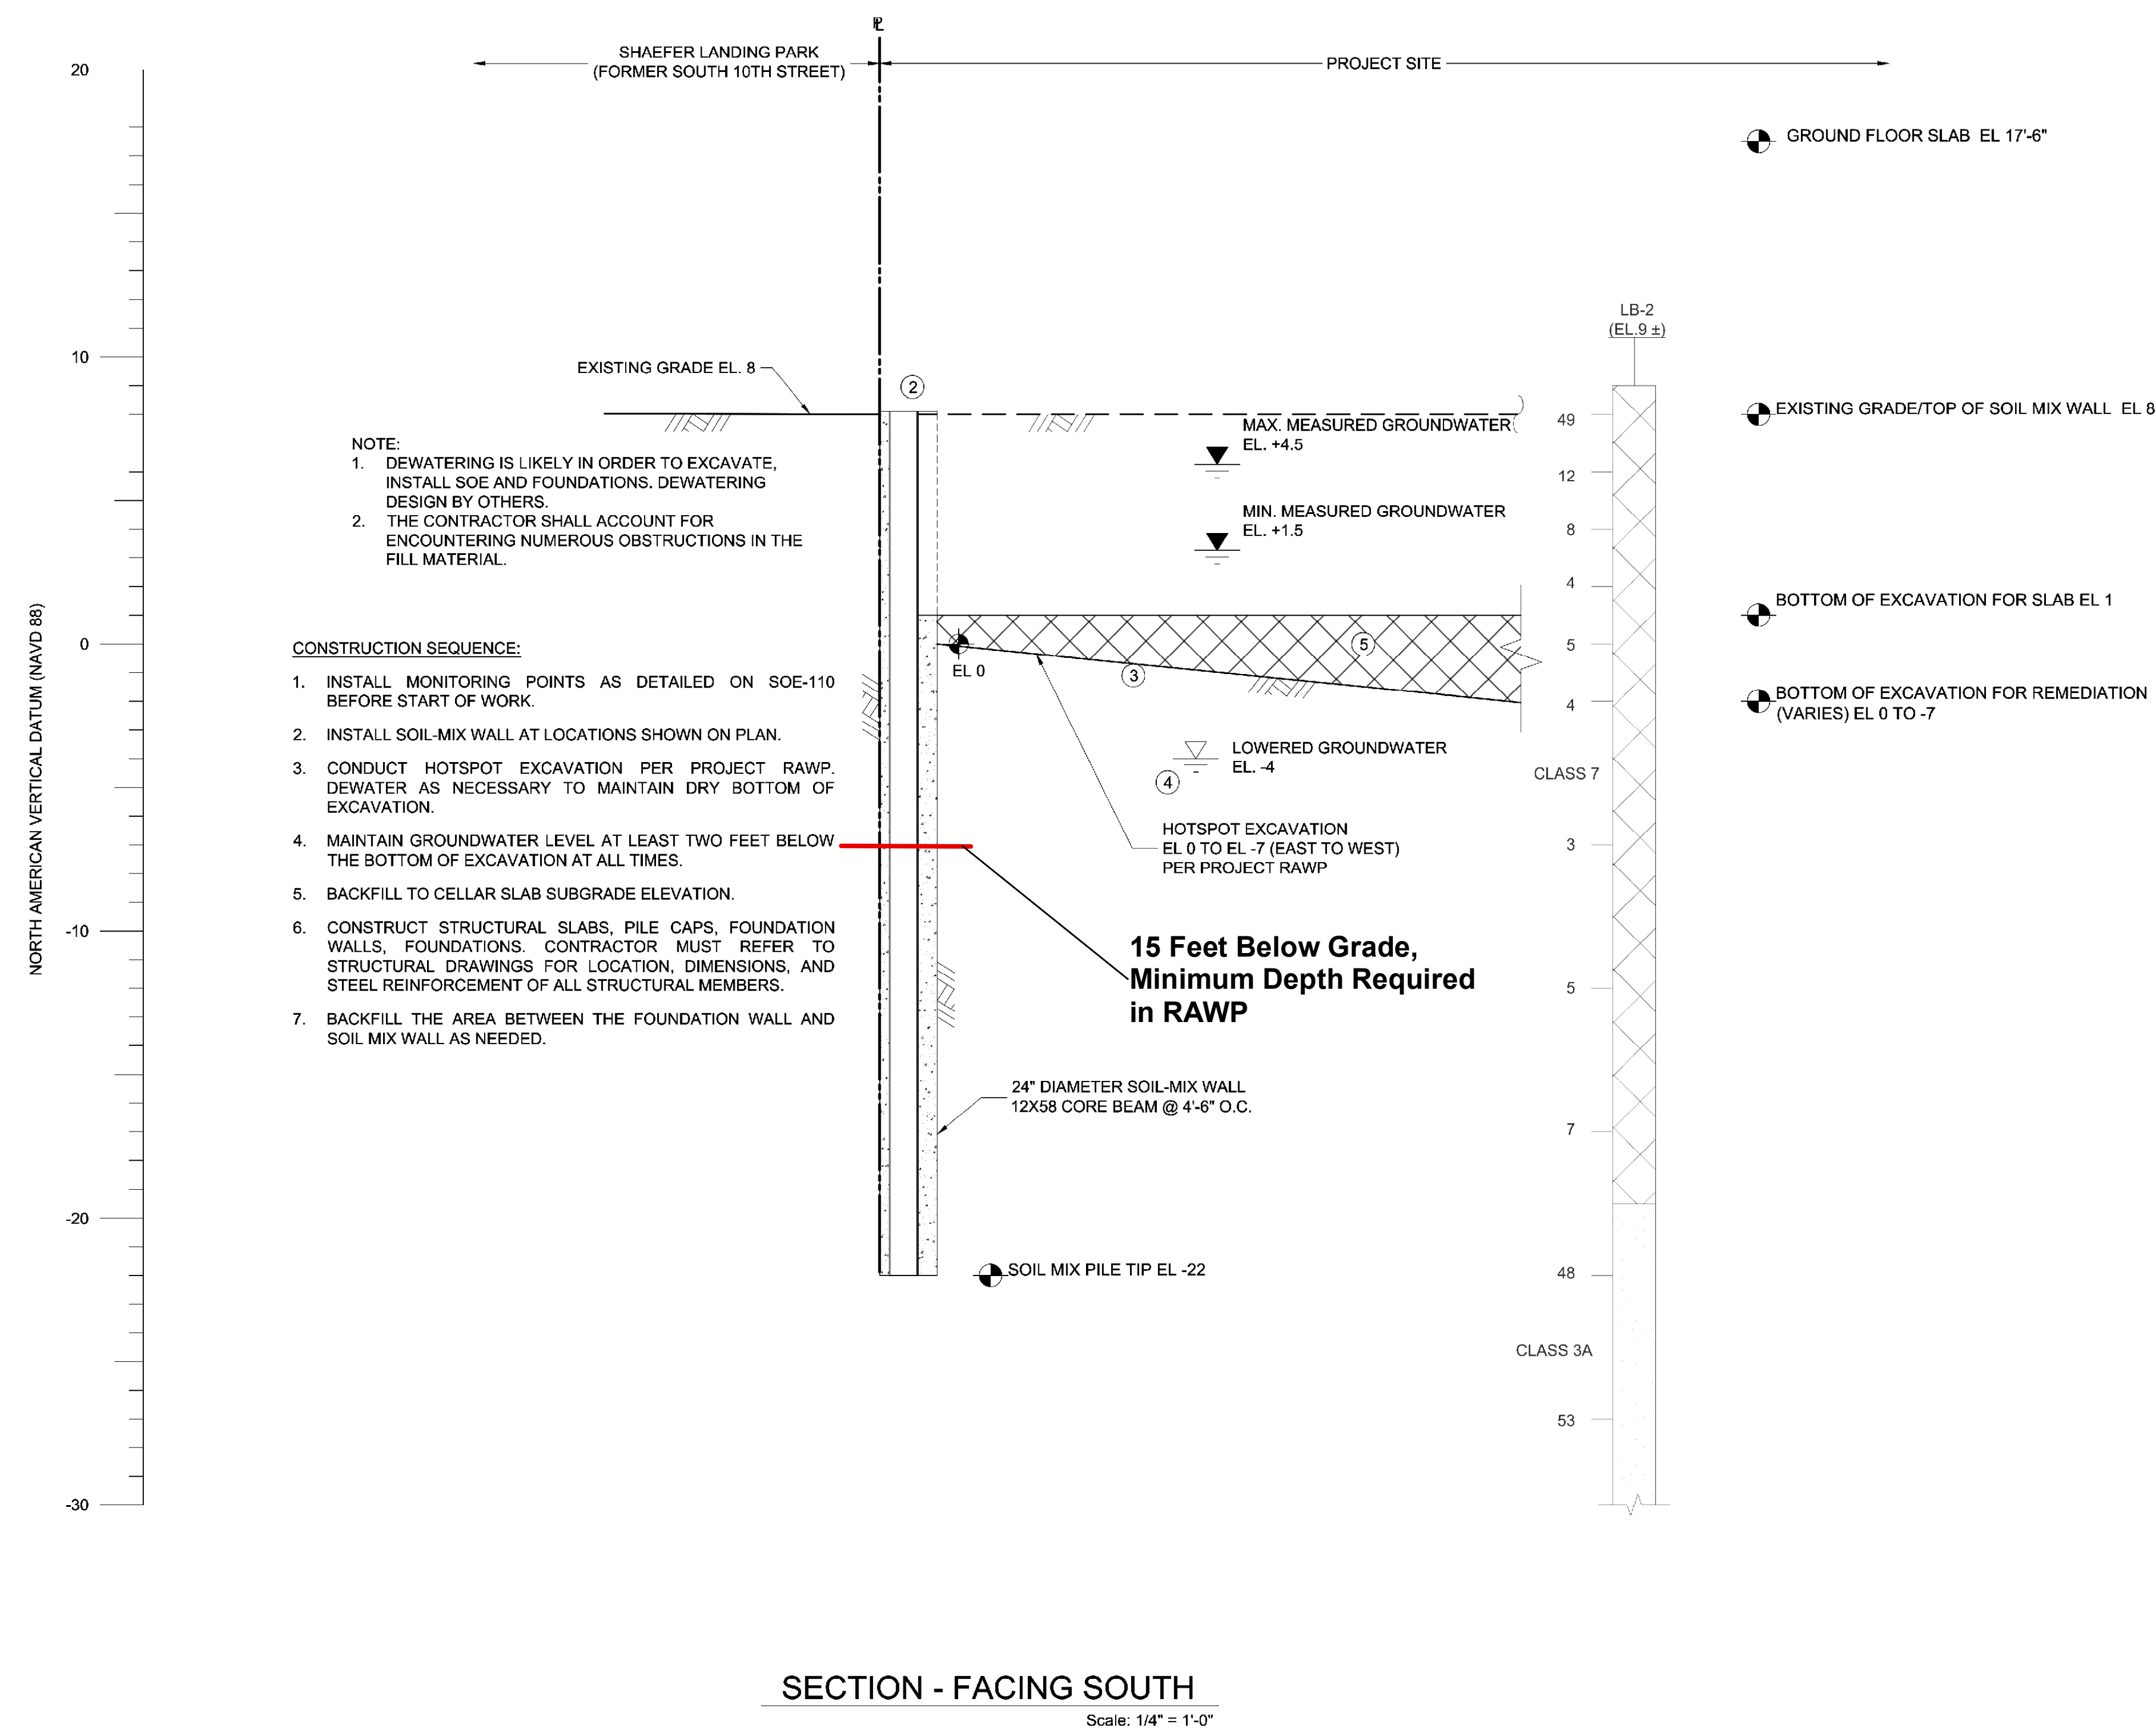 PL
SHAEFER LANDING PARK
(FORMER SOUTH 10TH STREET)
PROJECT SITE
20
GROUND FLOOR SLAB EL 17'-6"
LB-2
(EL.9 ±)
10
EXISTING GRADE EL. 8
2
49
EXISTING GRADE/TOP OF SOIL MIX WALL EL 8
MAX. MEASURED GROUNDWATER
EL. +4.5
12
MIN. MEASURED GROUNDWATER
EL. +1.5
8
4
NOTE:
1. DEWATERING IS LIKELY IN ORDER TO EXCAVATE,
INSTALL SOE AND FOUNDATIONS. DEWATERING
DESIGN BY OTHERS.
2. THE CONTRACTOR SHALL ACCOUNT FOR
ENCOUNTERING NUMEROUS OBSTRUCTIONS IN THE
FILL MATERIAL.
BOTTOM OF EXCAVATION FOR SLAB EL 1
NORTH AMERICAN VERTICAL DATUM (NAVD 88)
0
5
5
EL 0
3
4
BOTTOM OF EXCAVATION FOR REMEDIATION
(VARIES) EL 0 TO -7
CONSTRUCTION SEQUENCE:
1. INSTALL MONITORING POINTS AS DETAILED ON SOE-110
BEFORE START OF WORK.
2. INSTALL SOIL-MIX WALL AT LOCATIONS SHOWN ON PLAN.
3. CONDUCT HOTSPOT EXCAVATION PER PROJECT RAWP.
DEWATER AS NECESSARY TO MAINTAIN DRY BOTTOM OF
EXCAVATION.
4. MAINTAIN GROUNDWATER LEVEL AT LEAST TWO FEET BELOW
THE BOTTOM OF EXCAVATION AT ALL TIMES.
5. BACKFILL TO CELLAR SLAB SUBGRADE ELEVATION.
6. CONSTRUCT STRUCTURAL SLABS, PILE CAPS, FOUNDATION
WALLS, FOUNDATIONS. CONTRACTOR MUST REFER TO
STRUCTURAL DRAWINGS FOR LOCATION, DIMENSIONS, AND
STEEL REINFORCEMENT OF ALL STRUCTURAL MEMBERS.
7. BACKFILL THE AREA BETWEEN THE FOUNDATION WALL AND
SOIL MIX WALL AS NEEDED.
LOWERED GROUNDWATER
EL. -4
4
CLASS 7
HOTSPOT EXCAVATION
EL 0 TO EL -7 (EAST TO WEST)
PER PROJECT RAWP
3
-10
15 Feet Below Grade,
Minimum Depth Required
in RAWP
5
24" DIAMETER SOIL-MIX WALL
12X58 CORE BEAM @ 4'-6" O.C.
7
-20
SOIL MIX PILE TIP EL -22
48
CLASS 3A
53
-30
SECTION - FACING SOUTH
Scale: 1/4" = 1'-0"